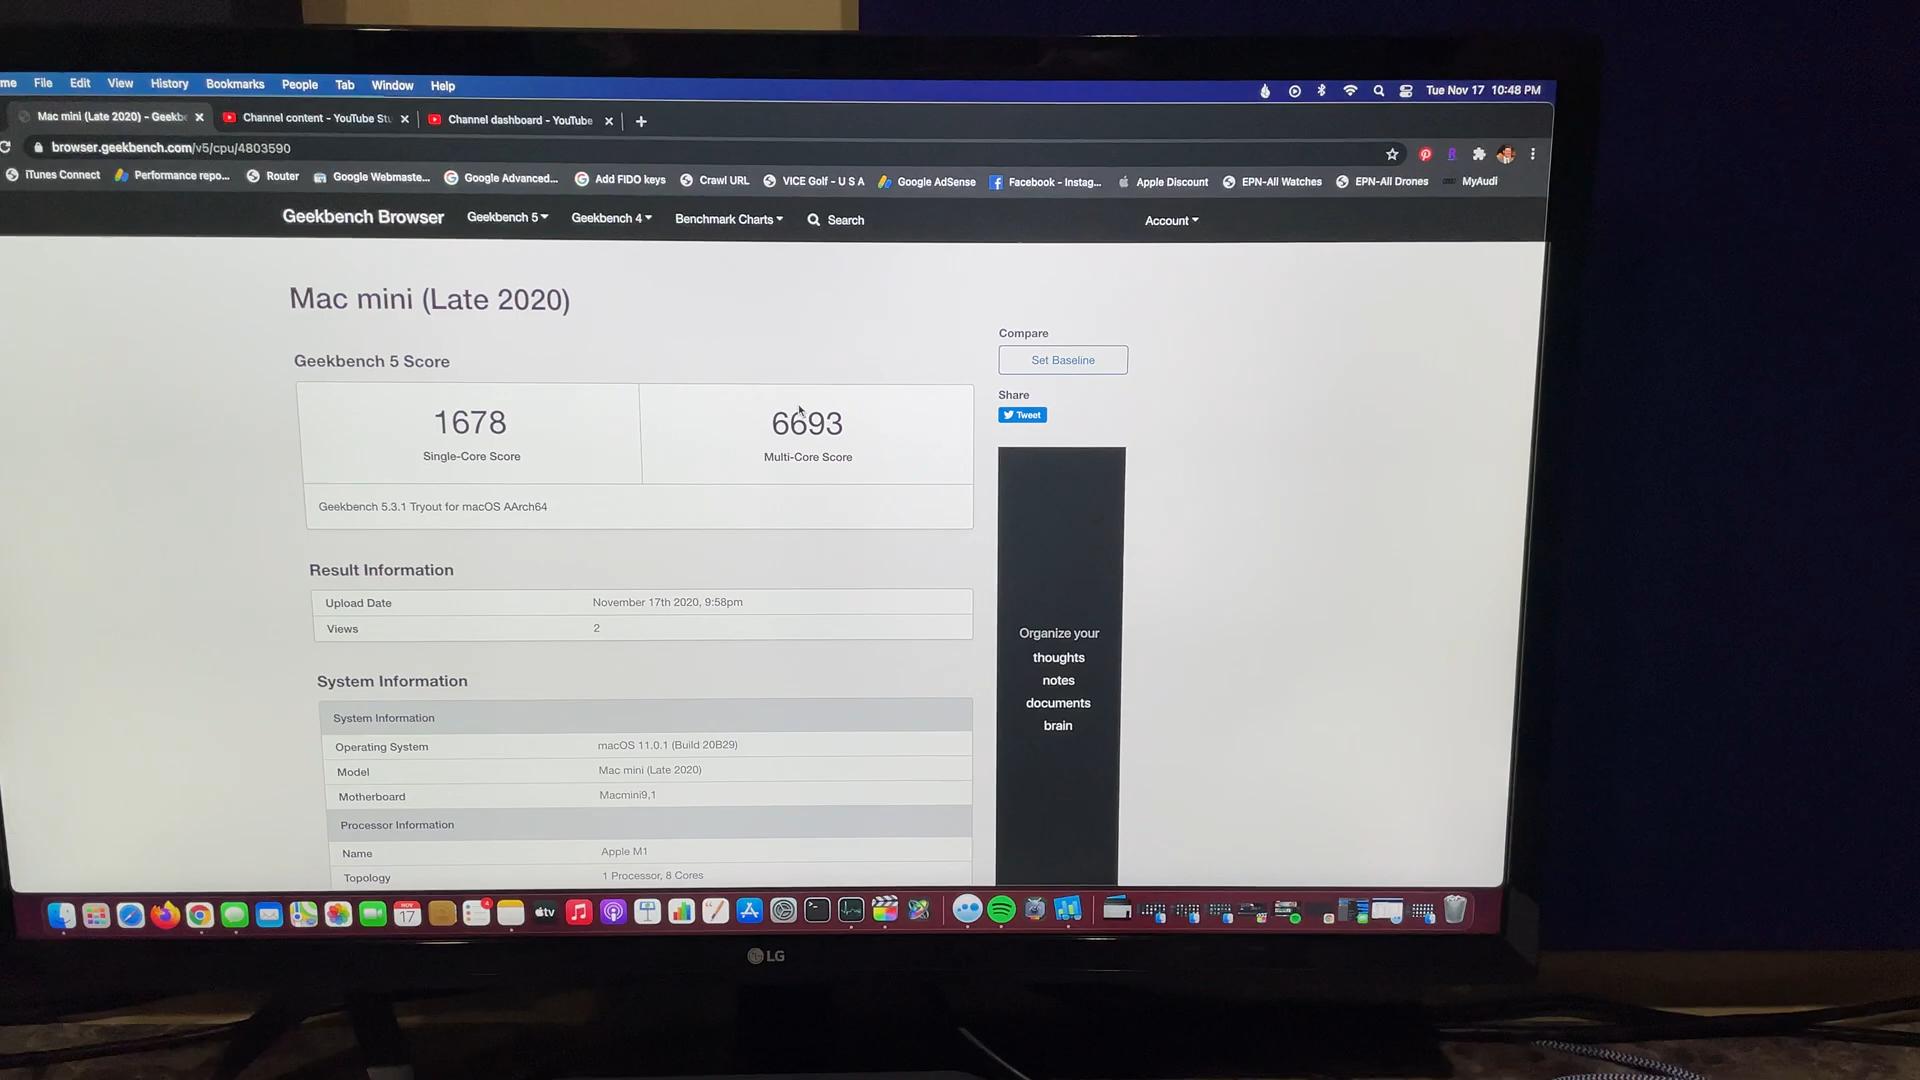 me File Edit View History Bookmarks People Tab Window Help
Tue Nov 17 10:48 PM
Mac mini (Late 2020) - Geekbe
Channel content - YouTube Stu
Channel dashboard - YouTube
browser.geekbench.com/v5/cpu/4803590
iTunes Connect
Performance repo...
Router
Google Webmaste...
Google Advanced...
Add FIDO keys
Crawl URL
VICE Golf - U S A
Google AdSense
Facebook - Instag...
Apple Discount
EPN-All Watches
EPN-All Drones
MyAudi
Geekbench Browser Geekbench 5 Geekbench 4 Benchmark Charts Search Account
Mac mini (Late 2020)
Geekbench 5 Score
1678
Single-Core Score
6693
Multi-Core Score
Geekbench 5.3.1 Tryout for macOS AArch64
Compare
Set Baseline
Share
Tweet
Result Information
Upload Date November 17th 2020, 9:58pm
Views 2
System Information
System Information
Operating System macOS 11.0.1 (Build 20B29)
Model Mac mini (Late 2020)
Motherboard Macmini9,1
Processor Information
Name Apple M1
Topology 1 Processor, 8 Cores
Organize your
thoughts
notes
documents
brain
NOV
17
4
tv
LG